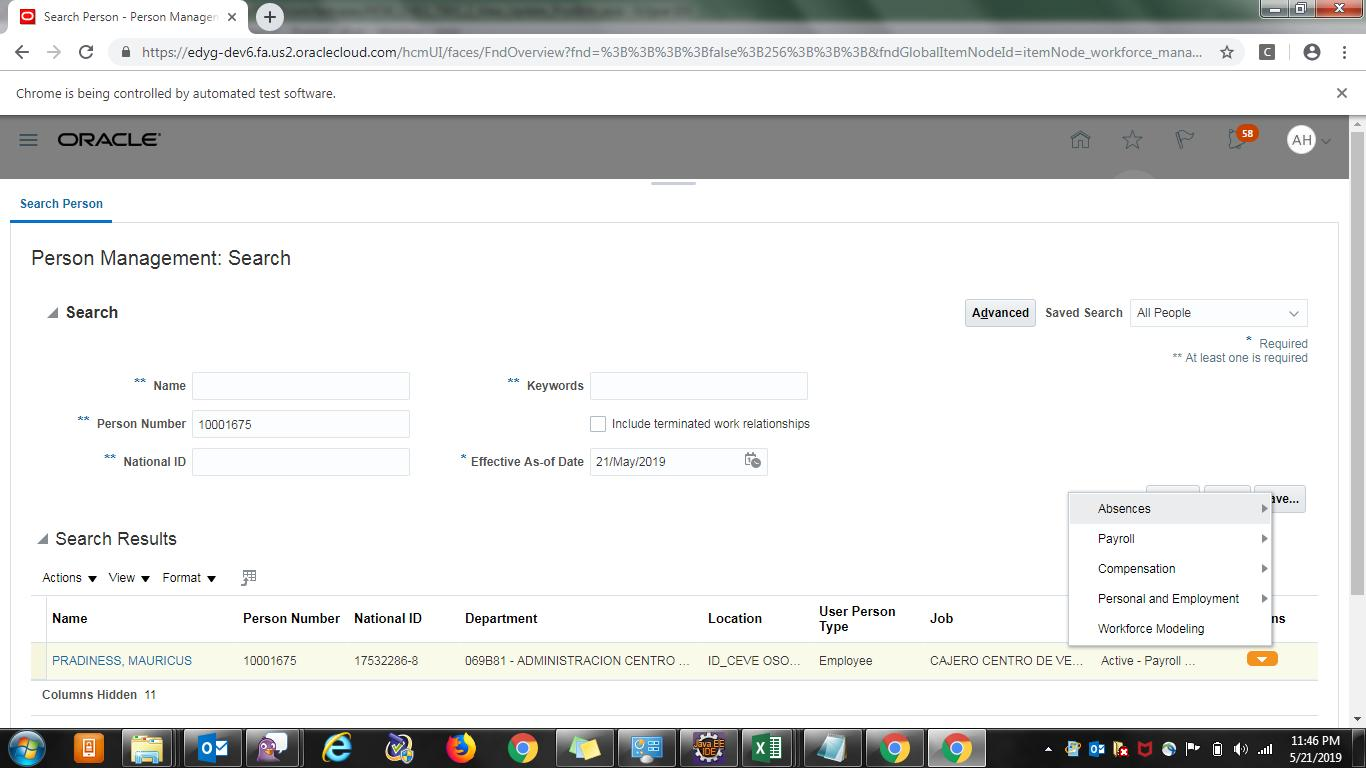 Search Person - Person Managem
https://edyg-dev6.fa.us2.oraclecloud.com/hcmUI/faces/FndOverview?fnd=%3B%3B%3B%3Bfalse%3B256%3B%3B%3B&fndGlobalItemNodeId=itemNode_workforce_mana...
C
Chrome is being controlled by automated test software.
ORACLE
58
AH
Search Person
Person Management: Search
Search
Advanced
Saved Search
All People
* Required
** At least one is required
** Name
** Keywords
** Person Number
10001675
Include terminated work relationships
** National ID
* Effective As-of Date
21/May/2019
ave...
Absences
Payroll
Compensation
Personal and Employment
Workforce Modeling
Search Results
Actions
View
Format
Name
Person Number
National ID
Department
Location
User Person Type
Job
ns
PRADINESS, MAURICUS
10001675
17532286-8
069B81 - ADMINISTRACION CENTRO ...
ID_CEVE OSO...
Employee
CAJERO CENTRO DE VE...
Active - Payroll ...
Columns Hidden 11
Java EE
IDE
11:46 PM
5/21/2019